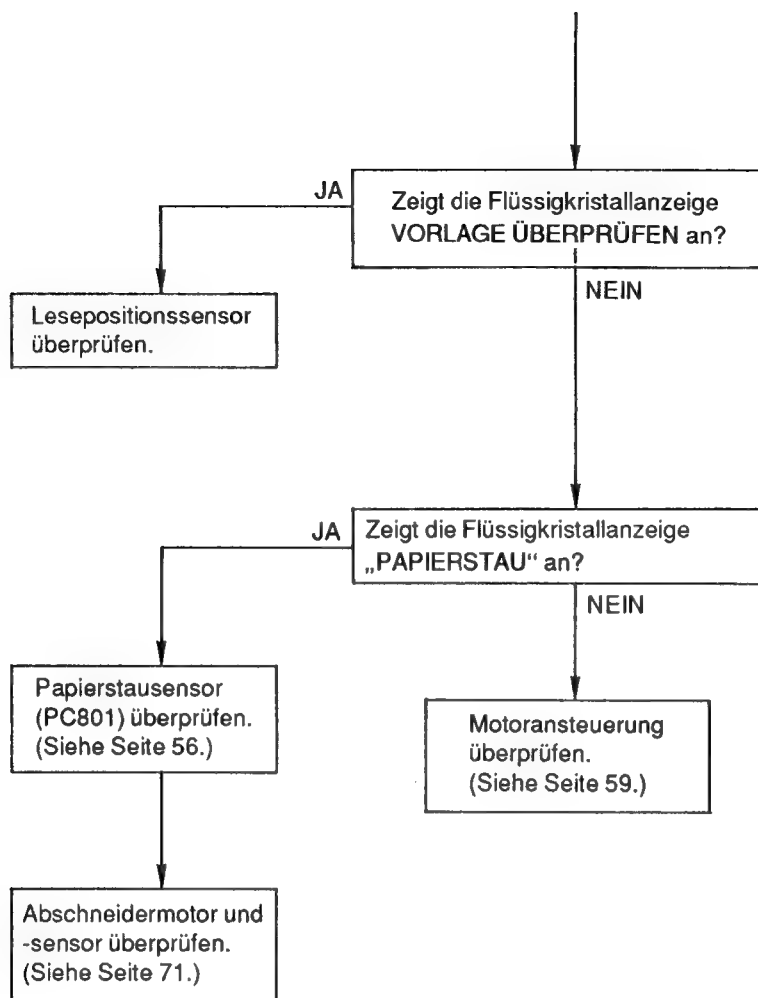 JA
Zeigt die Flüssigkristallanzeige
VORLAGE ÜBERPRÜFEN an?
NEIN
Lesepositionssensor
überprüfen.
JA
Zeigt die Flüssigkristallanzeige
„PAPIERSTAU“ an?
NEIN
Papierstausensor
(PC801) überprüfen.
(Siehe Seite 56.)
Motoransteuerung
überprüfen.
(Siehe Seite 59.)
Abschneidermotor und
-sensor überprüfen.
(Siehe Seite 71.)